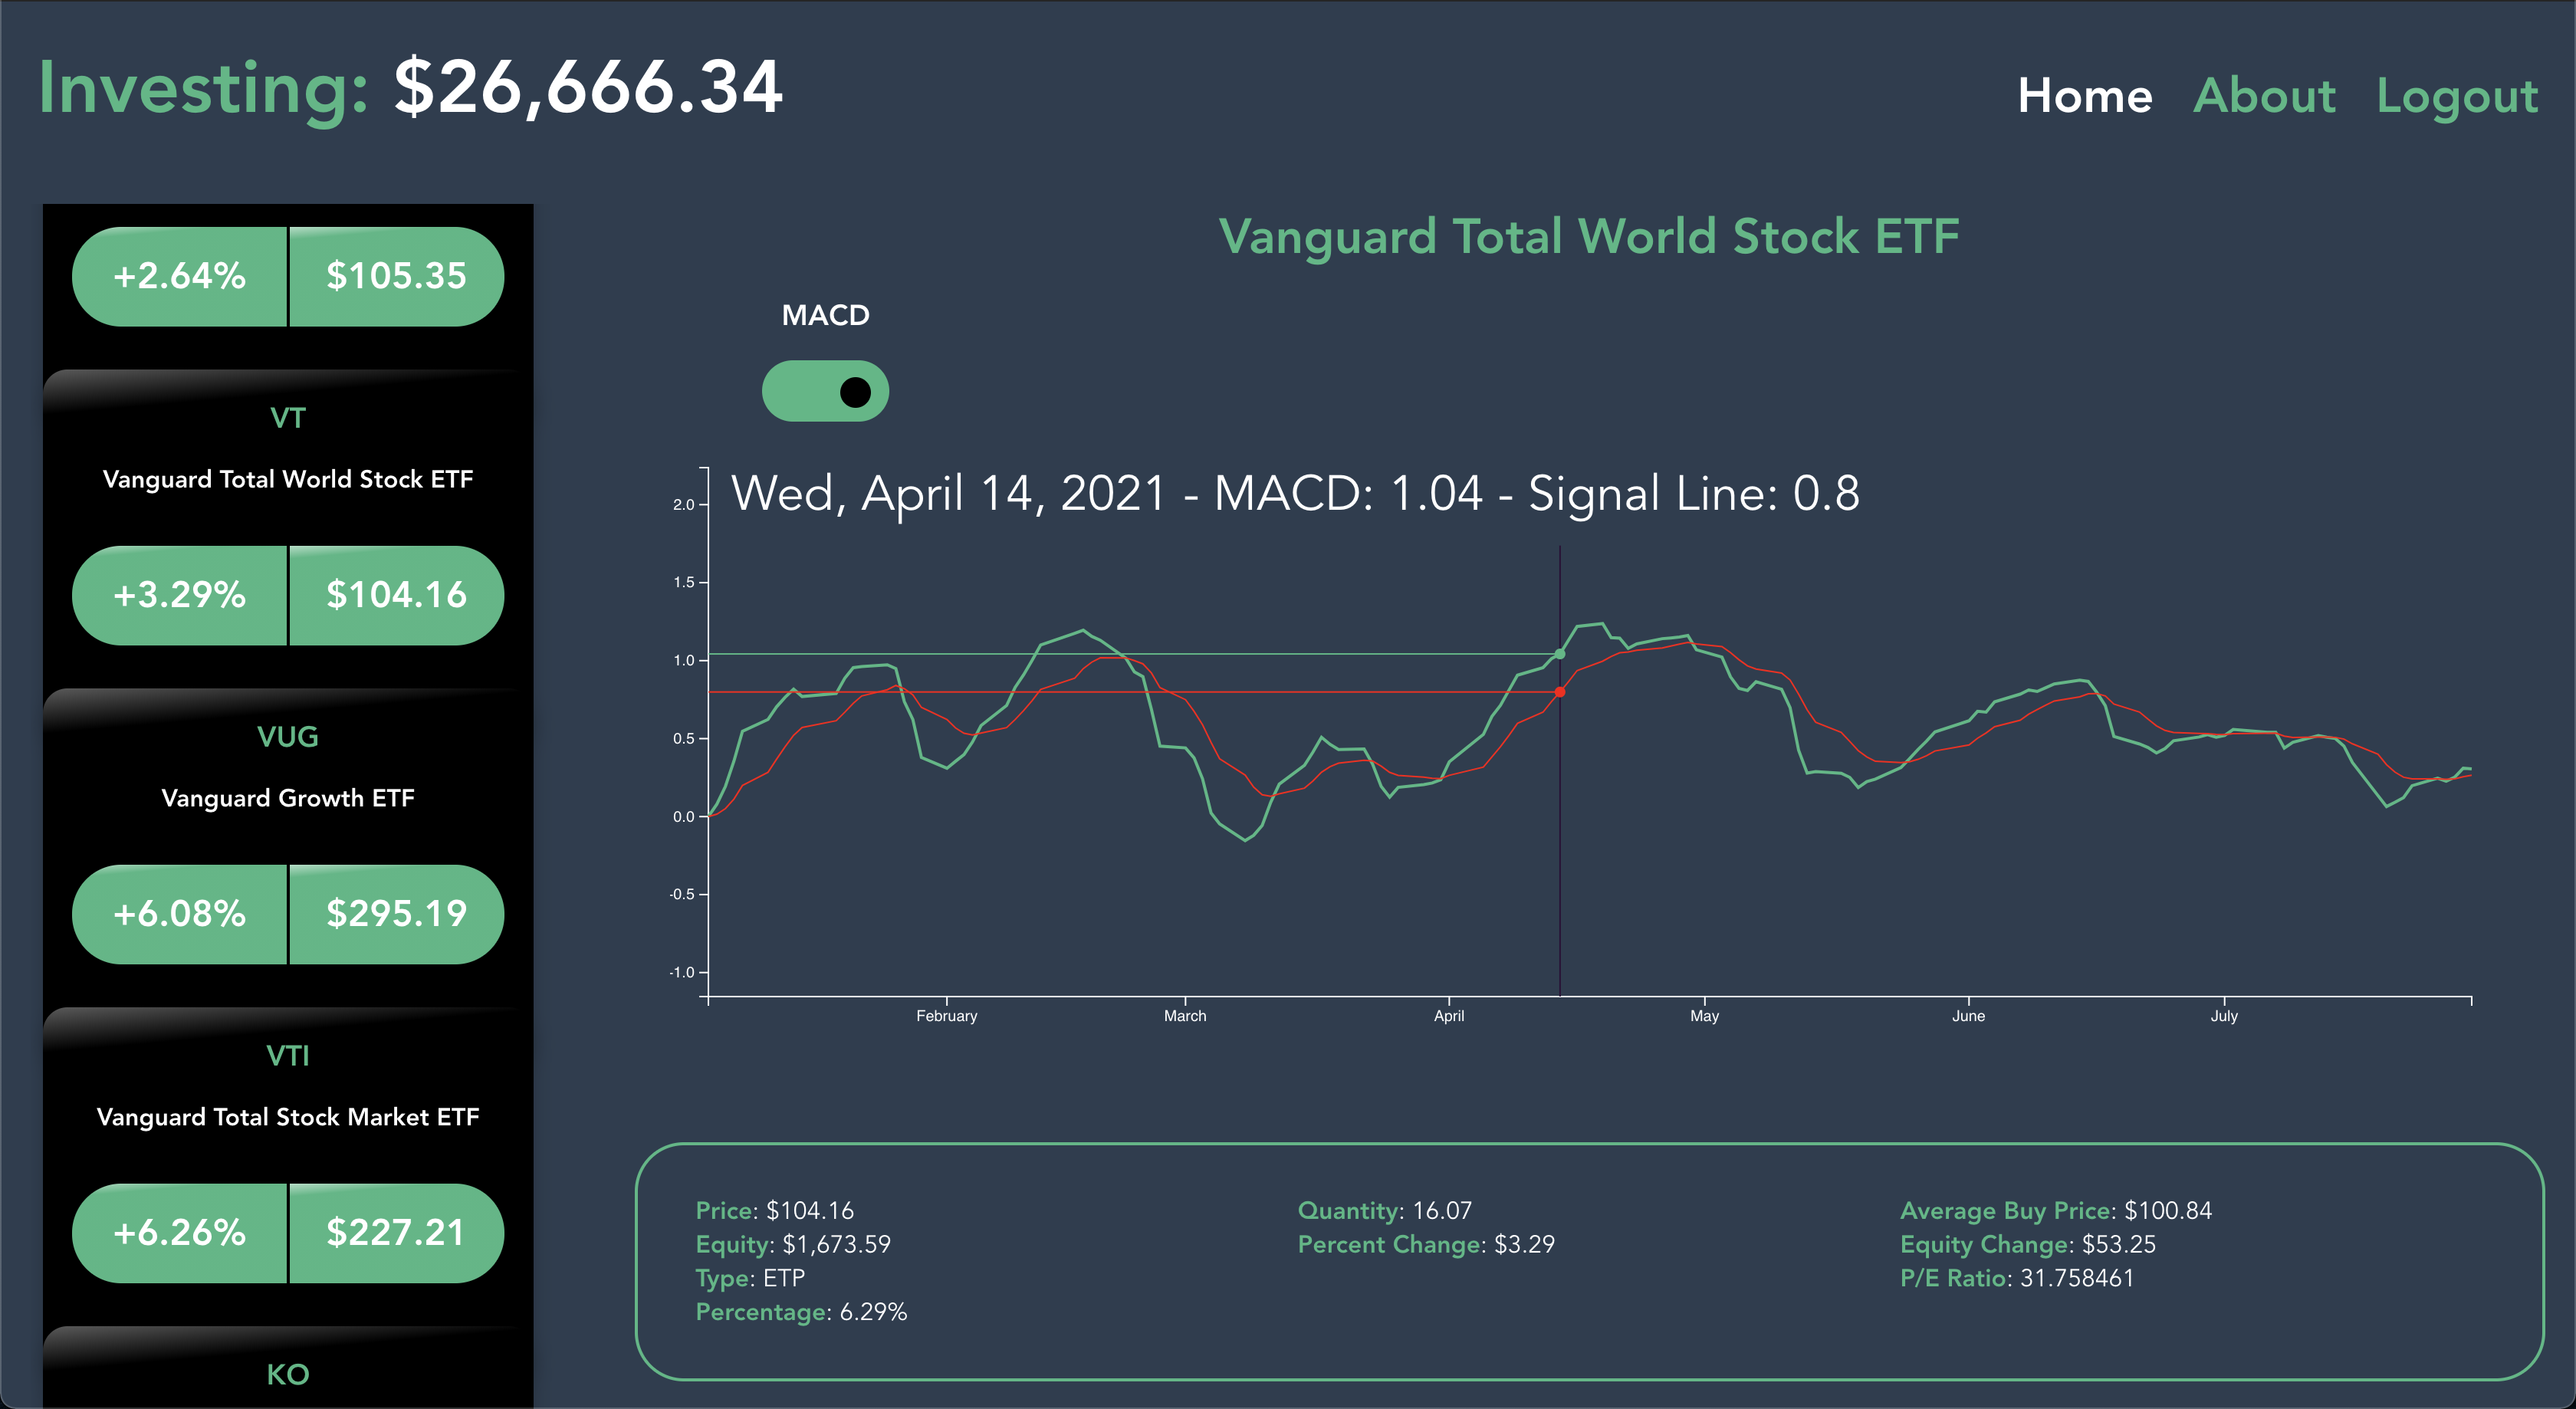 Investing: $26,666.34
Home About Logout
+2.64% $105.35
VT
Vanguard Total World Stock ETF
+3.29% $104.16
VUG
Vanguard Growth ETF
+6.08% $295.19
VTI
Vanguard Total Stock Market ETF
+6.26% $227.21
KO
Vanguard Total World Stock ETF
MACD
Wed, April 14, 2021 - MACD: 1.04 - Signal Line: 0.8
2.0
1.5
1.0
0.5
0.0
-0.5
-1.0
February March April May June July
Price: $104.16
Equity: $1,673.59
Type: ETP
Percentage: 6.29%
Quantity: 16.07
Percent Change: $3.29
Average Buy Price: $100.84
Equity Change: $53.25
P/E Ratio: 31.758461